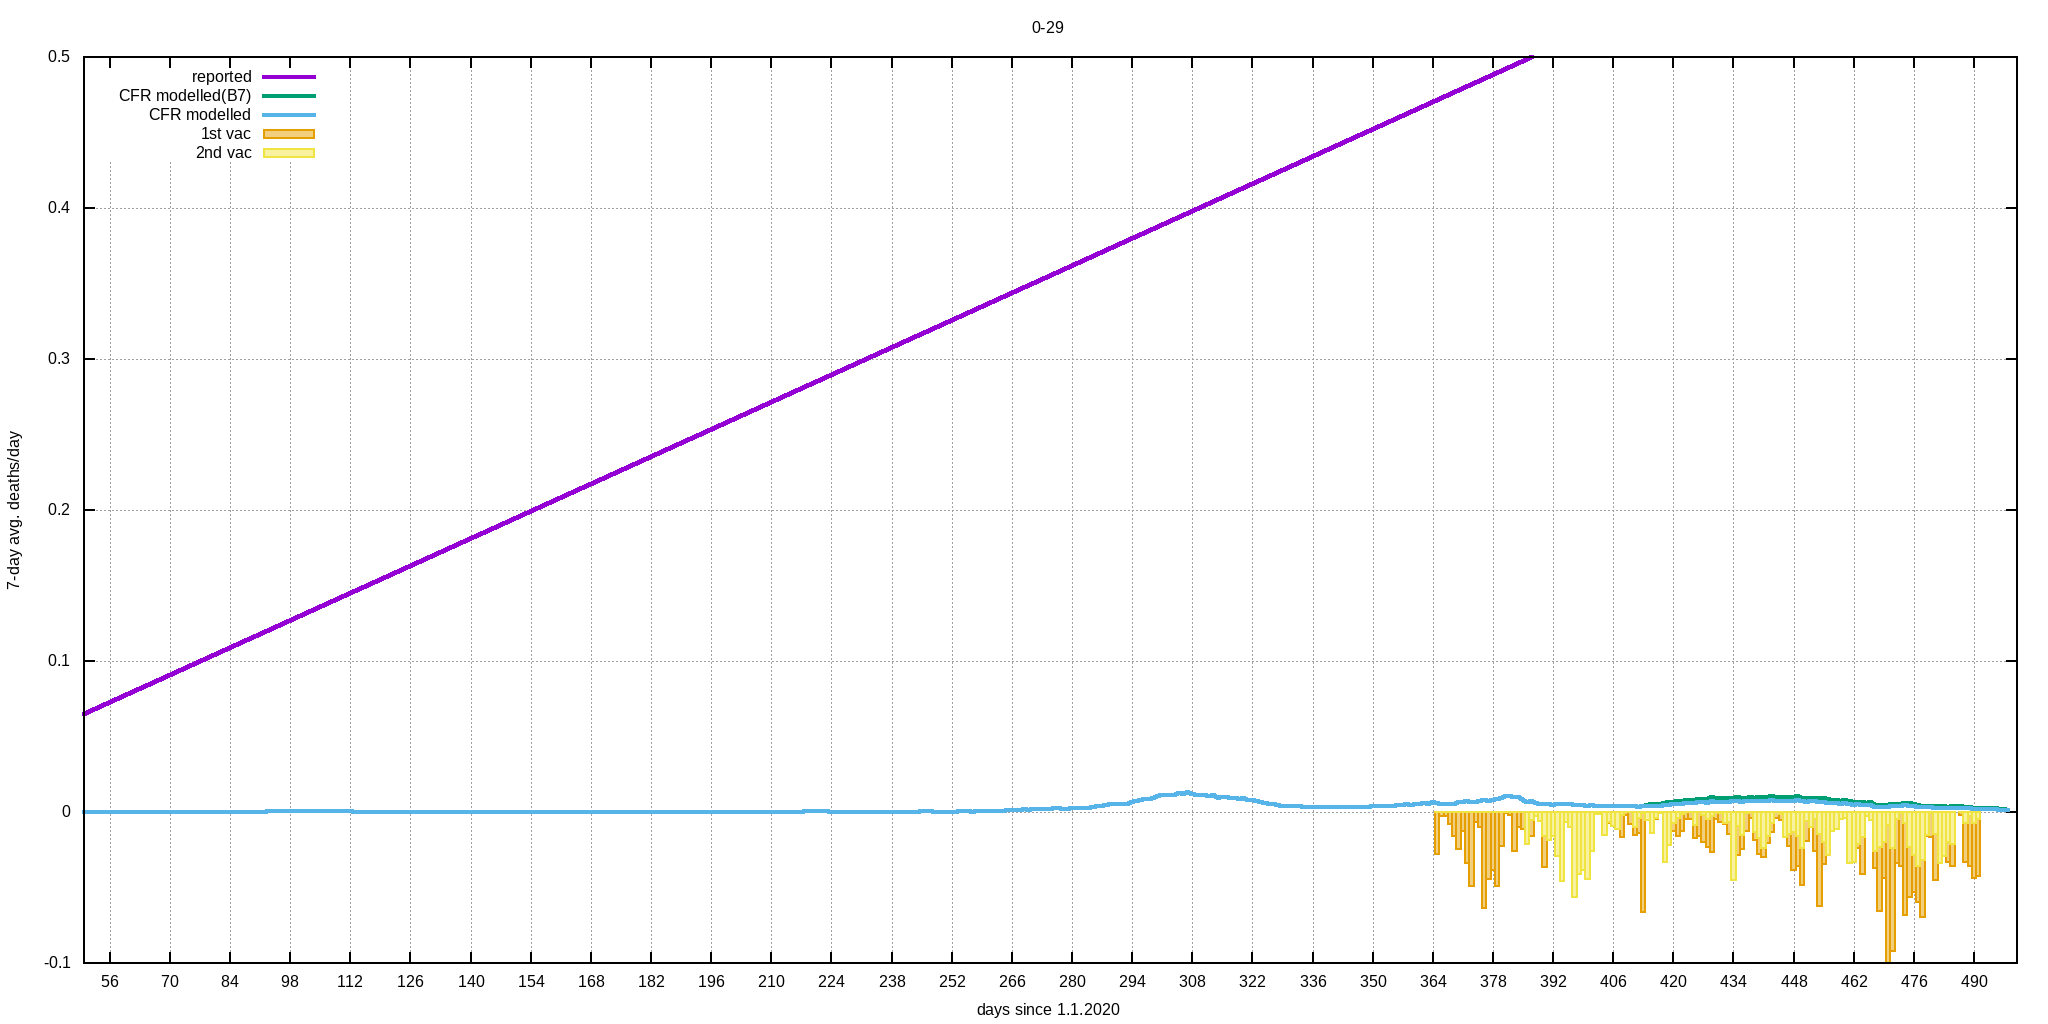 0-29
0.5
0.4
0.3
0.2
0.1
0
-0.1
7-day avg. deaths/day
reported
CFR modelled(B7)
CFR modelled
1st vac
2nd vac
56 70 84 98 112 126 140 154 168 182 196 210 224 238 252 266 280 294 308 322 336 350 364 378 392 406 420 434 448 462 476 490
days since 1.1.2020